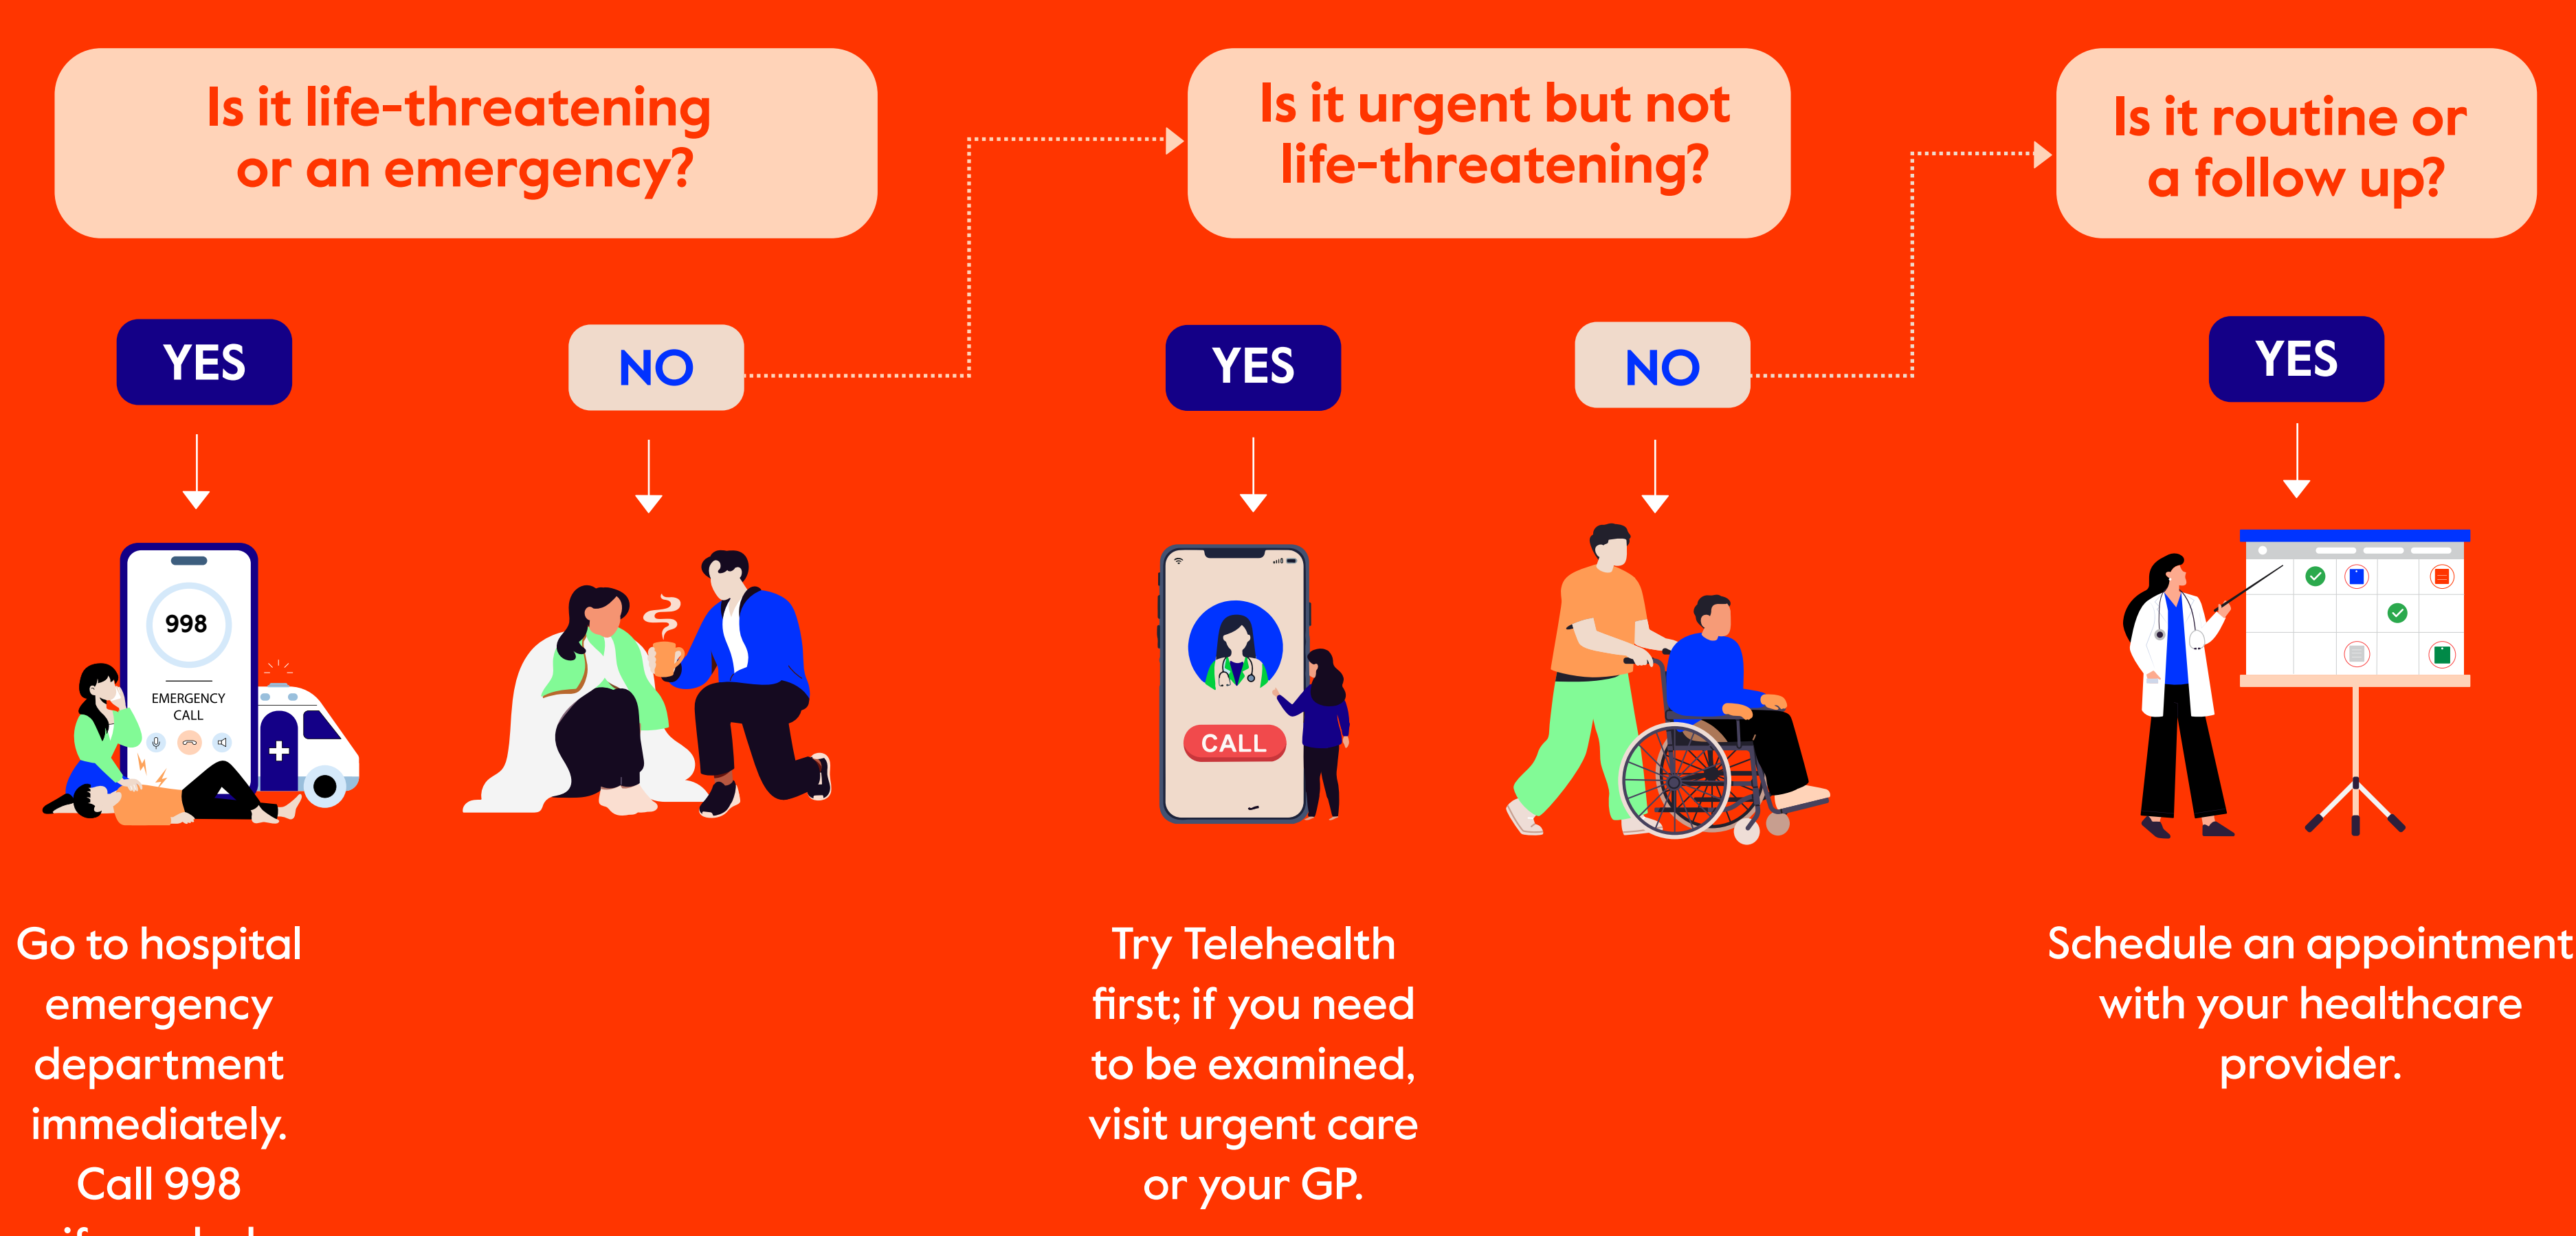 Is it life-threatening
or an emergency?
YES
NO
998
EMERGENCY
CALL
Go to hospital
emergency
department
immediately.
Call 998
Is it urgent but not
life-threatening?
YES
NO
CALL
Try Telehealth
first; if you need
to be examined,
visit urgent care
or your GP.
Is it routine or
a follow up?
YES
Schedule an appointment
with your healthcare
provider.